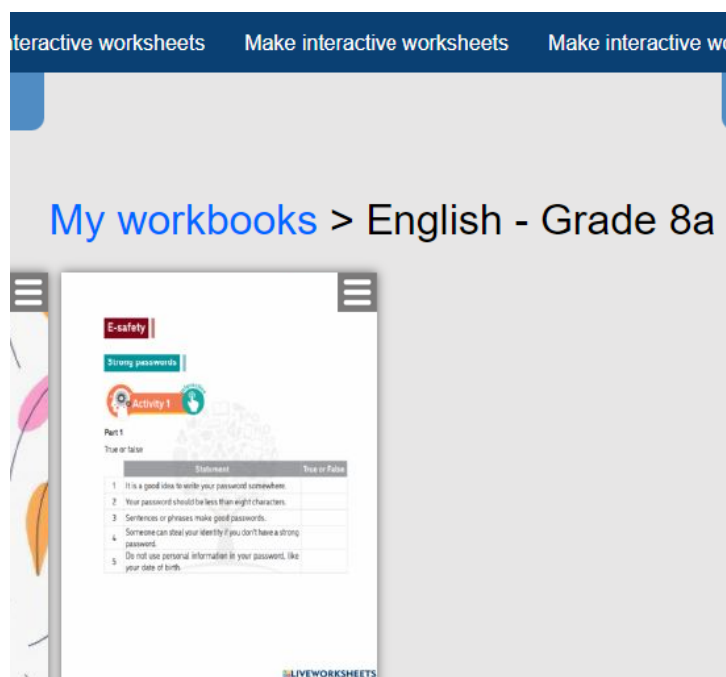 nteractive worksheets Make interactive worksheets Make interactive wo
My workbooks > English - Grade 8a
E-safety
Strong passwords
Activity 1
Part 1
True or false
Statement True or False
1 It is a good idea to write your password somewhere.
2 Your password should be less than eight characters.
3 Sentences or phrases make good passwords.
4 Someone can steal your identity if you don't have a strong
password.
5 Do not use personal information in your password, like
your date of birth.
LIVEWORKSHEETS